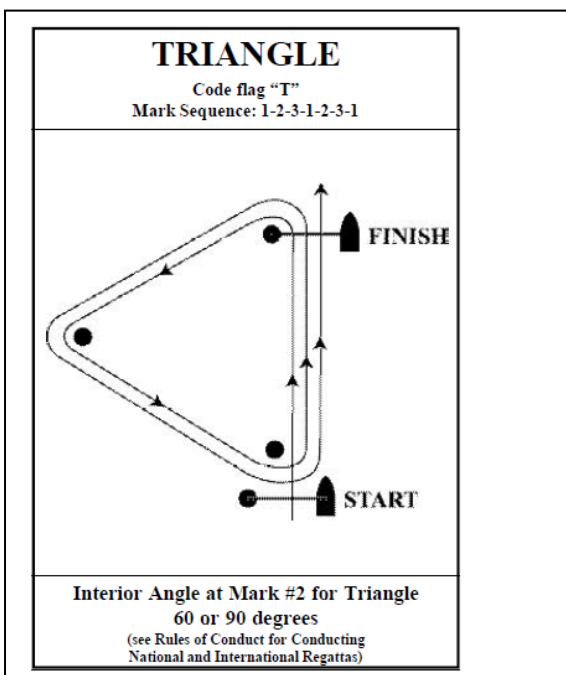 TRIANGLE
Code flag “T”
Mark Sequence: 1-2-3-1-2-3-1
FINISH
START
Interior Angle at Mark #2 for Triangle
60 or 90 degrees
(see Rules of Conduct for Conducting
National and International Regattas)